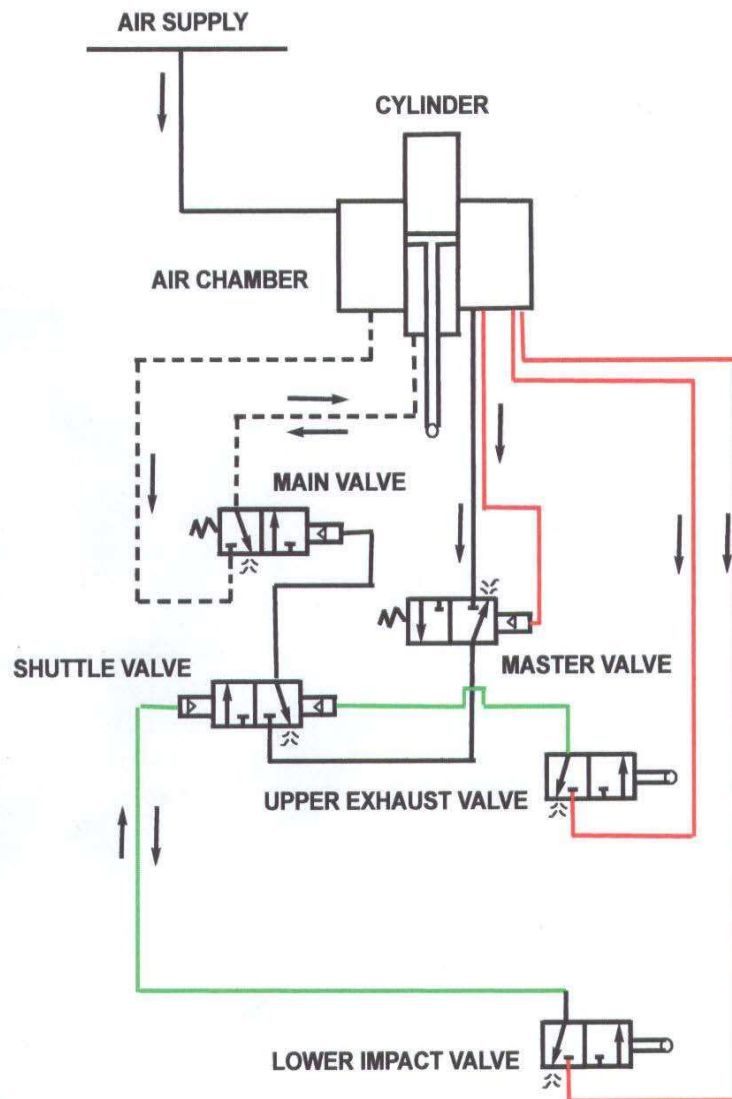 AIR SUPPLY
CYLINDER
AIR CHAMBER
MAIN VALVE
SHUTTLE VALVE
MASTER VALVE
UPPER EXHAUST VALVE
LOWER IMPACT VALVE